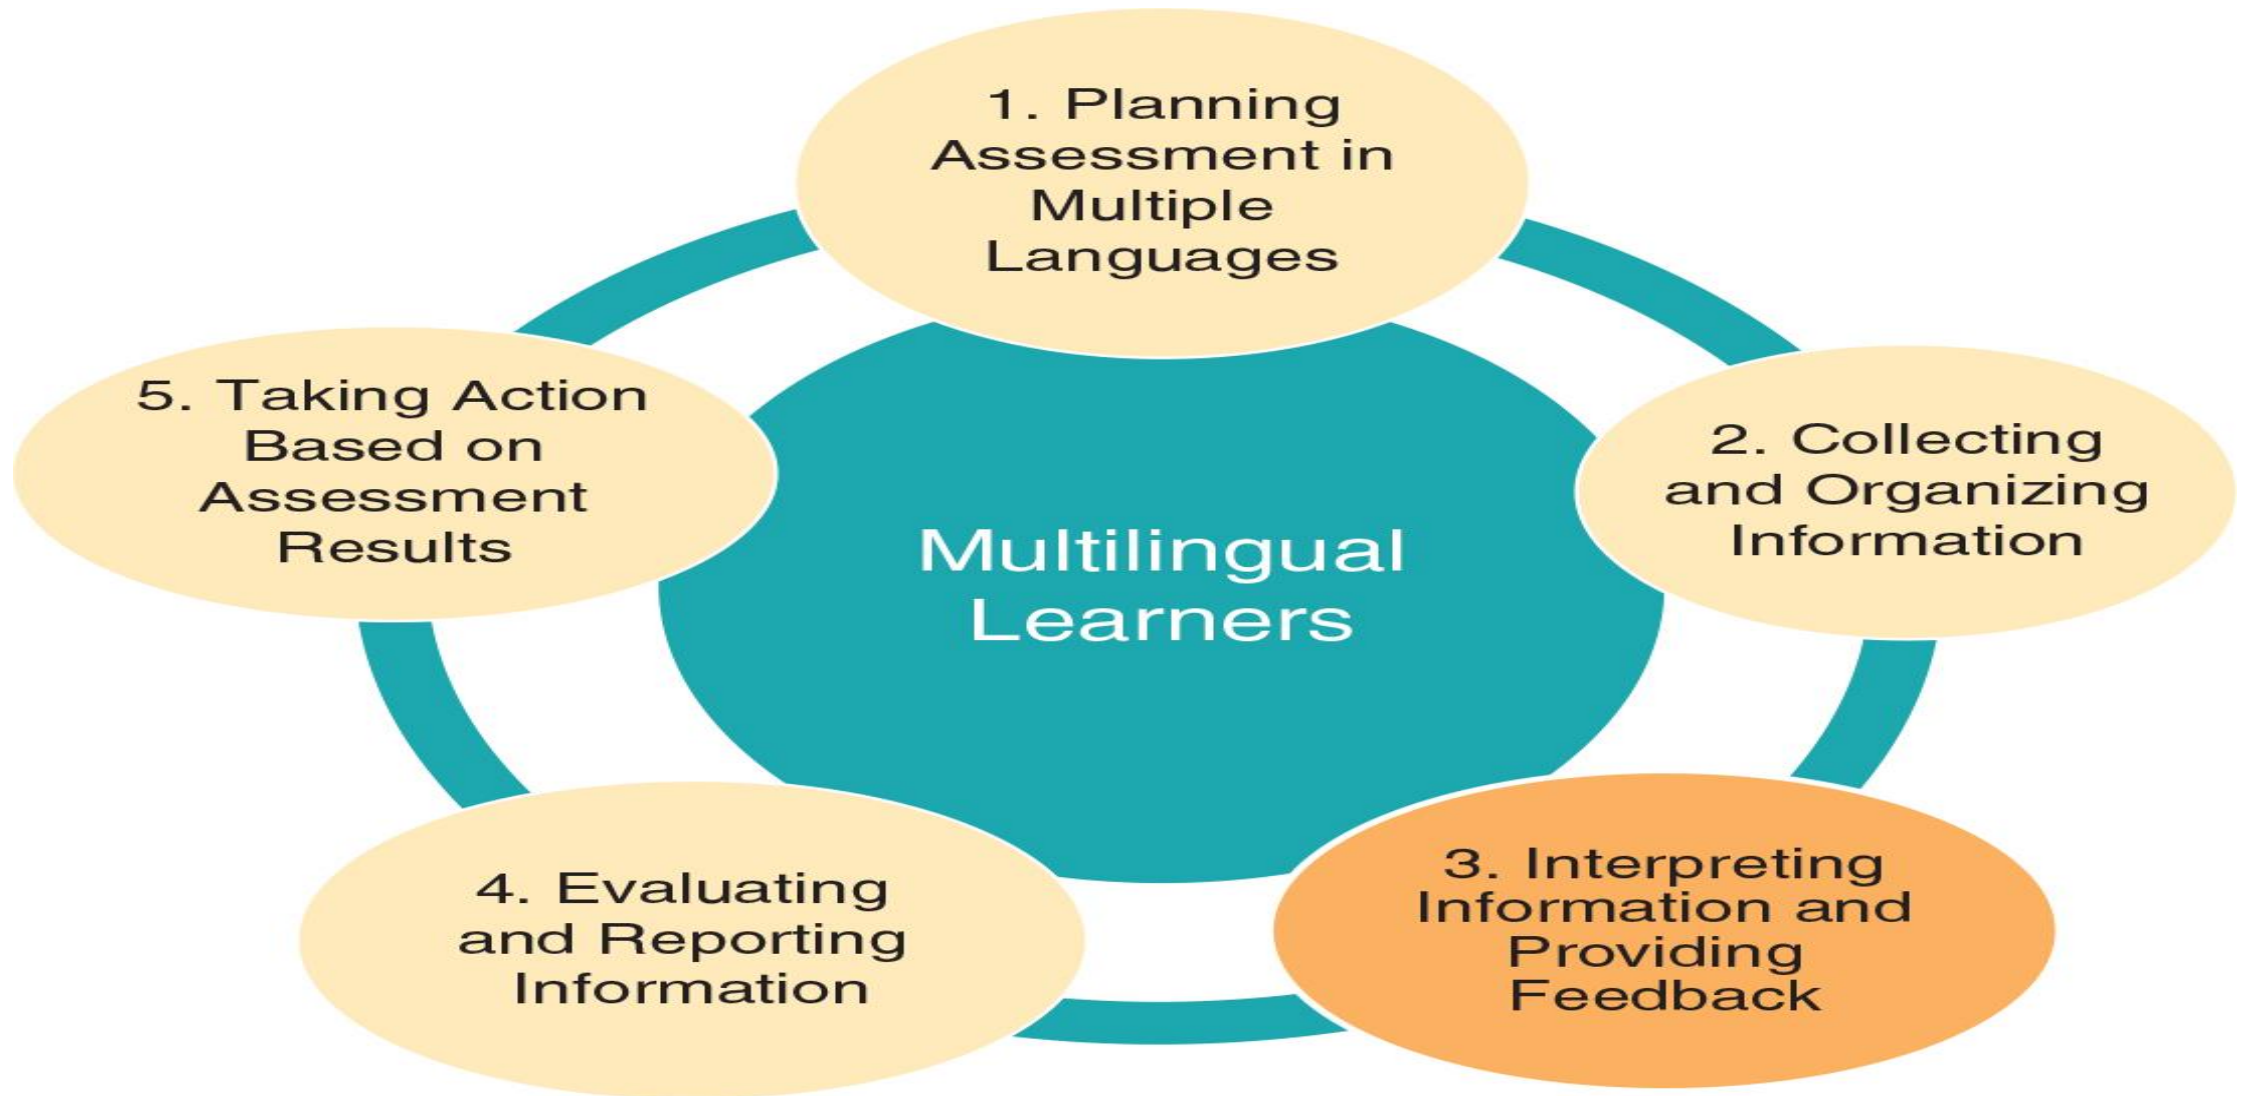 1. Planning
Assessment in
Multiple
Languages
2. Collecting
and Organizing
Information
3. Interpreting
Information and
Providing
Feedback
4. Evaluating
and Reporting
Information
5. Taking Action
Based on
Assessment
Results
Multilingual
Learners